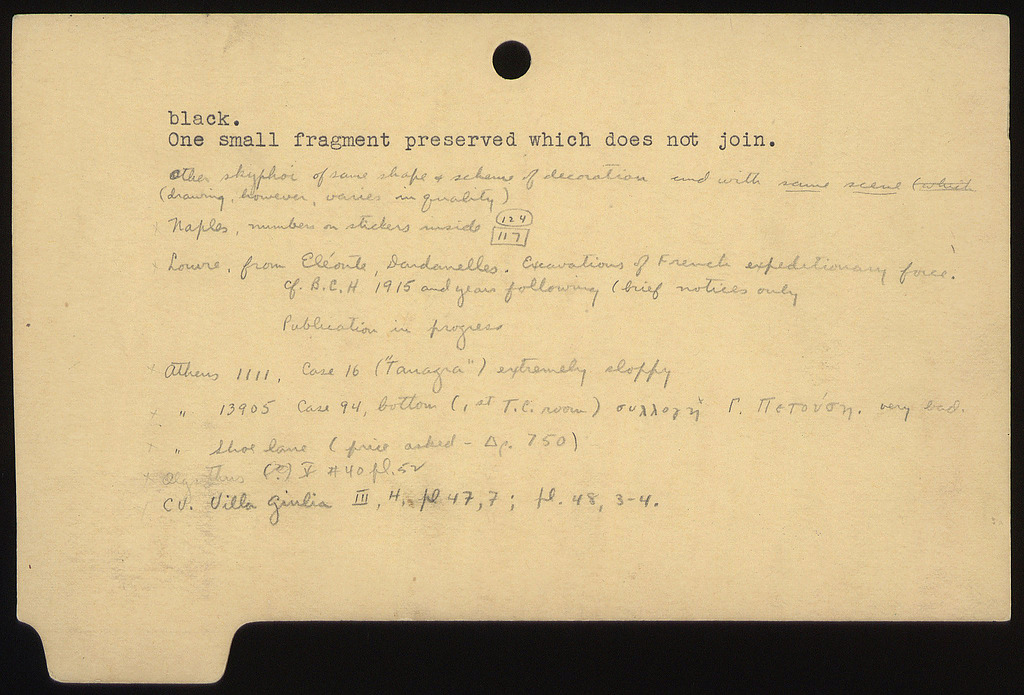 black.
One small fragment preserved which does not join.
other skyphoi of same shape & scheme of decoration and with same scene (which
(drawing, however, varies in quality)
x Naples, numbers on stickers inside 124
117
x Louvre, from Eléonte, Dardanelles. Excavations of French expeditionary force.
cf. B.C.H 1915 and years following (brief notices only
Publication in progress
x Athens 1111, Case 16 ("Tanagra") extremely sloppy
x " 13905 Case 94, bottom (1st T.C. room) συλλογή Γ. Πετούση. very bad.
x " Shoe lane (price asked - Δρ. 750)
x Olynthus (?) V #40 pl. 52
CV. Villa Giulia III, H, pl 47, 7; pl. 48, 3-4.